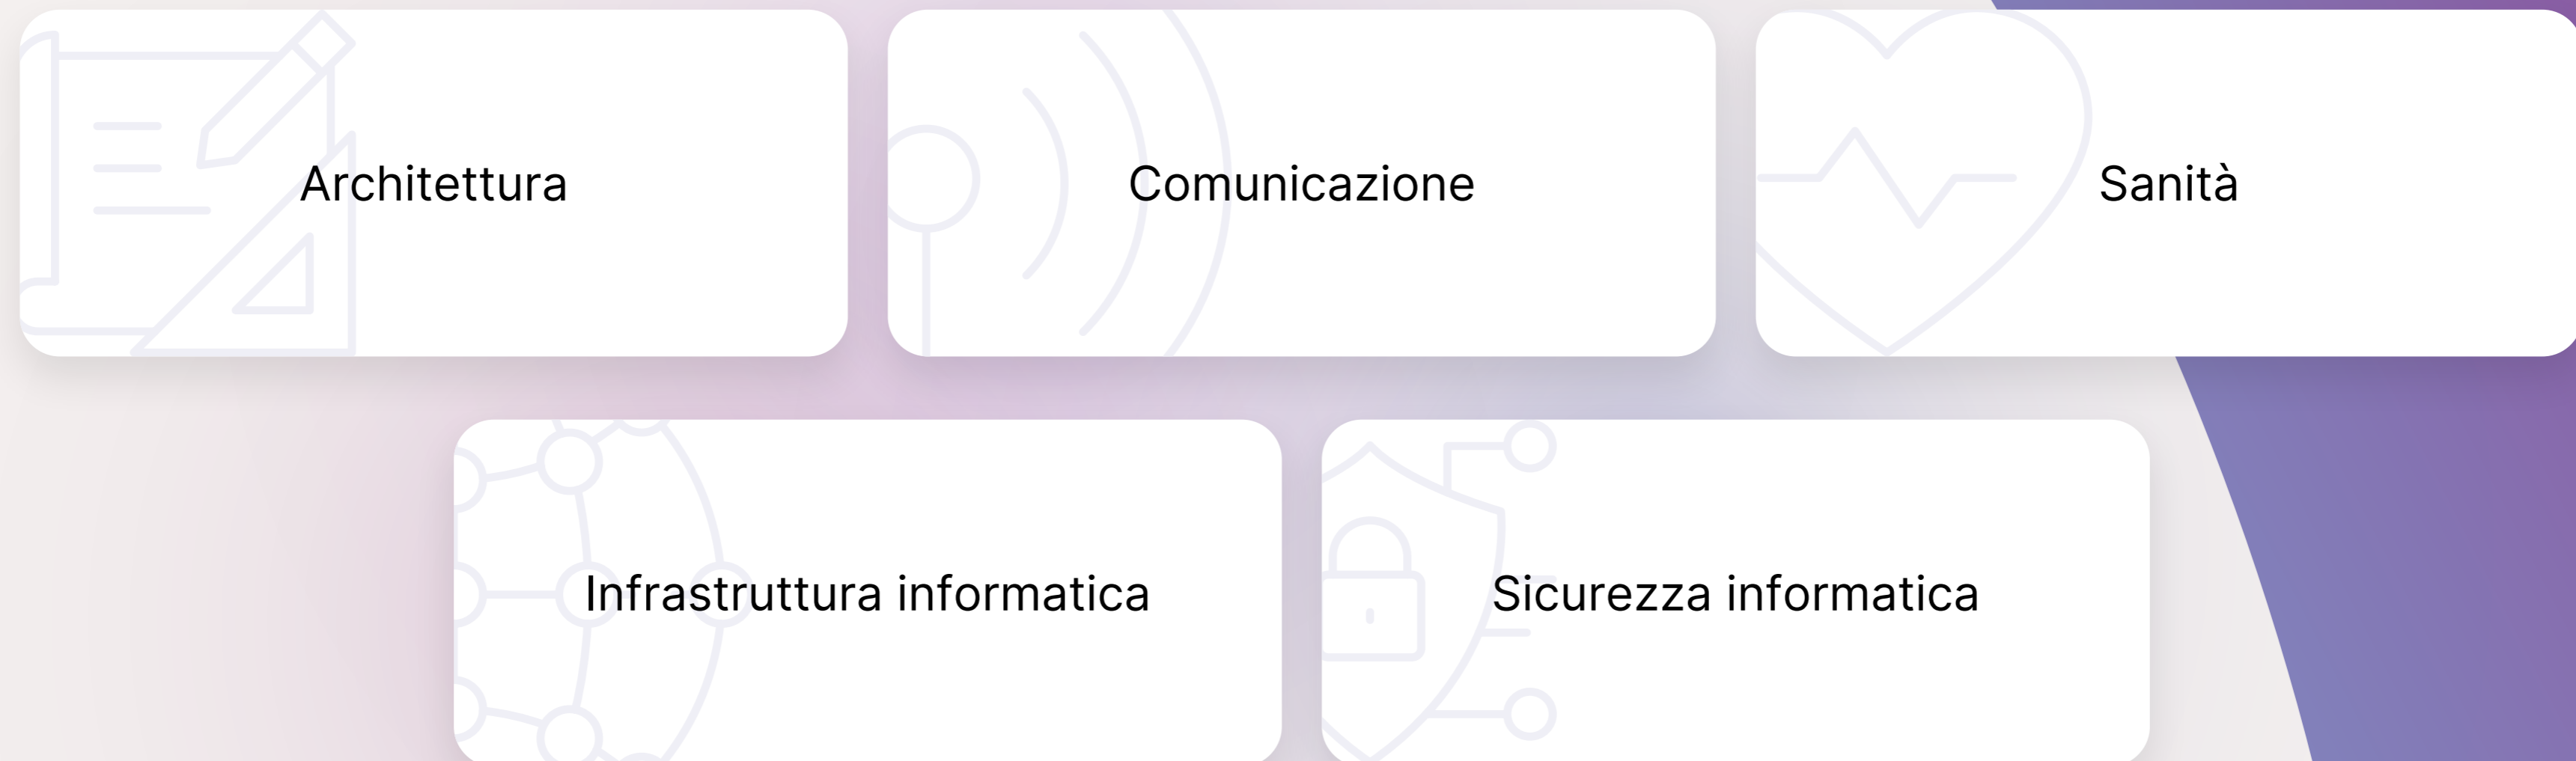 Architettura
Comunicazione
Sanità
Infrastruttura informatica
Sicurezza informatica